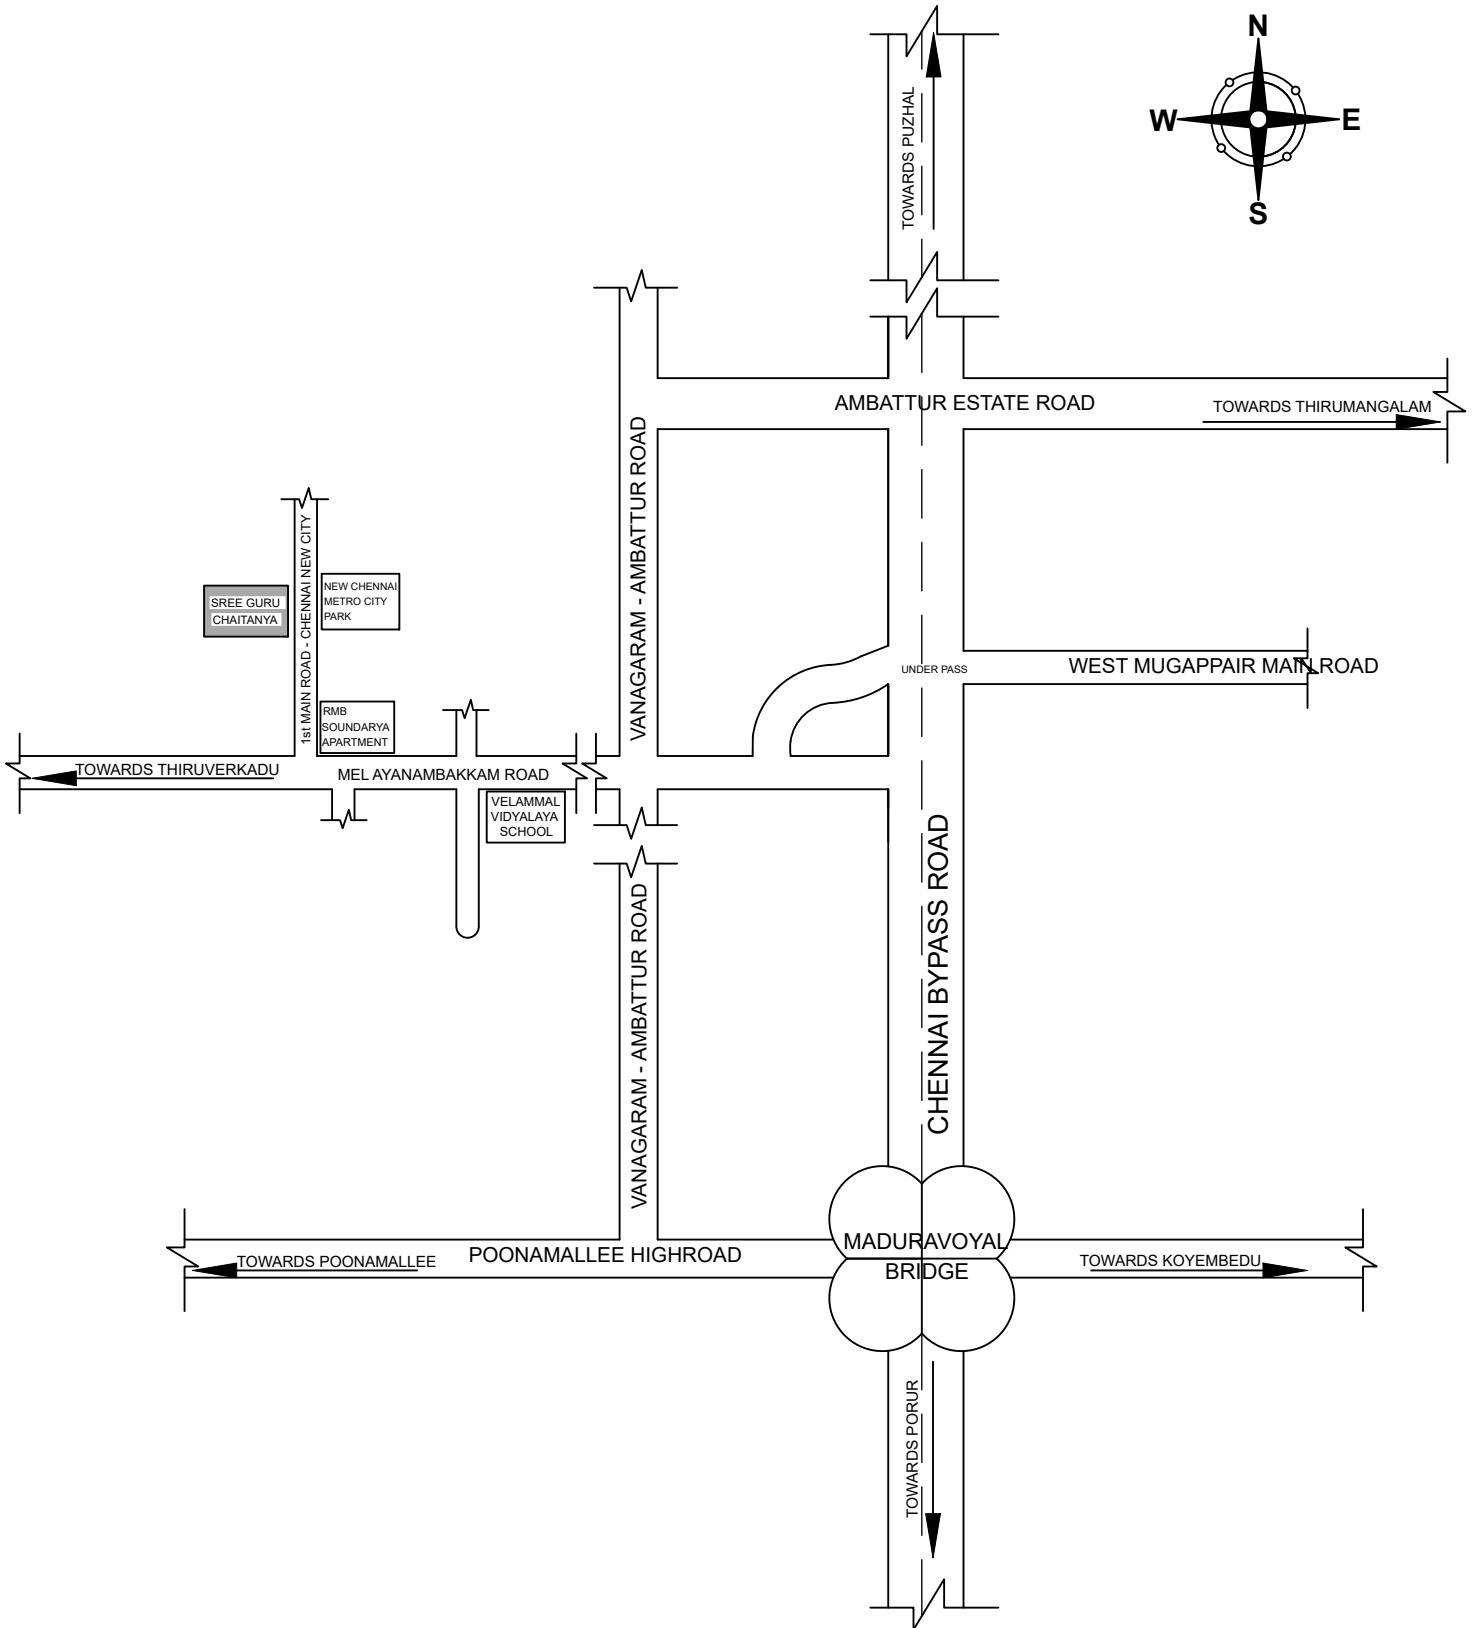 N
W
E
S
TOWARDS PUZHAL
AMBATTUR ESTATE ROAD
TOWARDS THIRUMANGALAM
VANAGARAM - AMBATTUR ROAD
1st MAIN ROAD - CHENNAI NEW CITY
SREE GURU
CHAITANYA
NEW CHENNAI
METRO CITY
PARK
UNDER PASS
WEST MUGAPPAIR MAIN ROAD
RMB
SOUNDARYA
APARTMENT
TOWARDS THIRUVERKADU
MEL AYANAMBAKKAM ROAD
VELAMMAL
VIDYALAYA
SCHOOL
CHENNAI BYPASS ROAD
VANAGARAM - AMBATTUR ROAD
MADURAVOYAL
BRIDGE
POONAMALLEE HIGHROAD
TOWARDS POONAMALLEE
TOWARDS KOYEMBEDU
TOWARDS PORUR